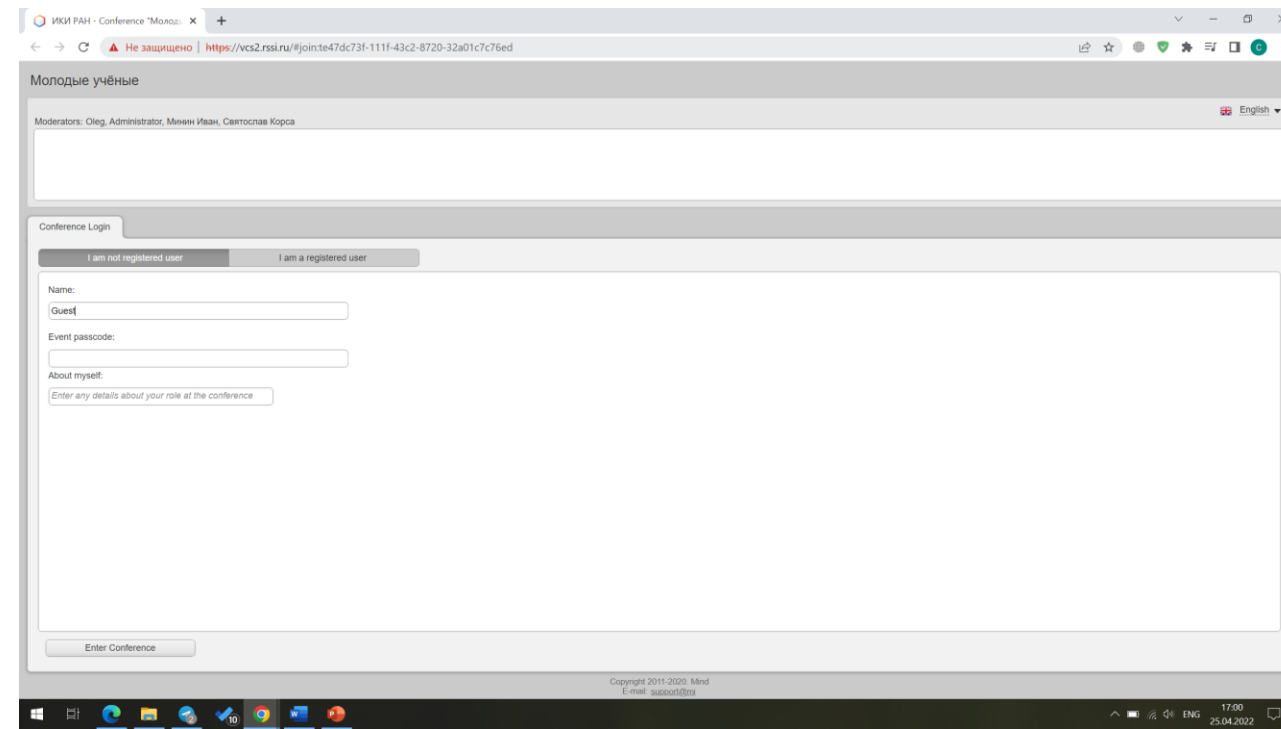 ИКИ РАН - Conference "Молоды
Не защищено https://vcs2.rssi.ru/#join:te47dc73f-111f-43c2-8720-32a01c7c76ed
C
Молодые учёные
English
Moderators: Oleg, Administrator, Минин Иван, Святослав Корса
Conference Login
I am not registered user
I am a registered user
Name:
Guest
Event passcode:
About myself:
Enter any details about your role at the conference
Enter Conference
Copyright 2011-2020. Mind
E-mail: support@mi
2
10
ENG
17:00
25.04.2022